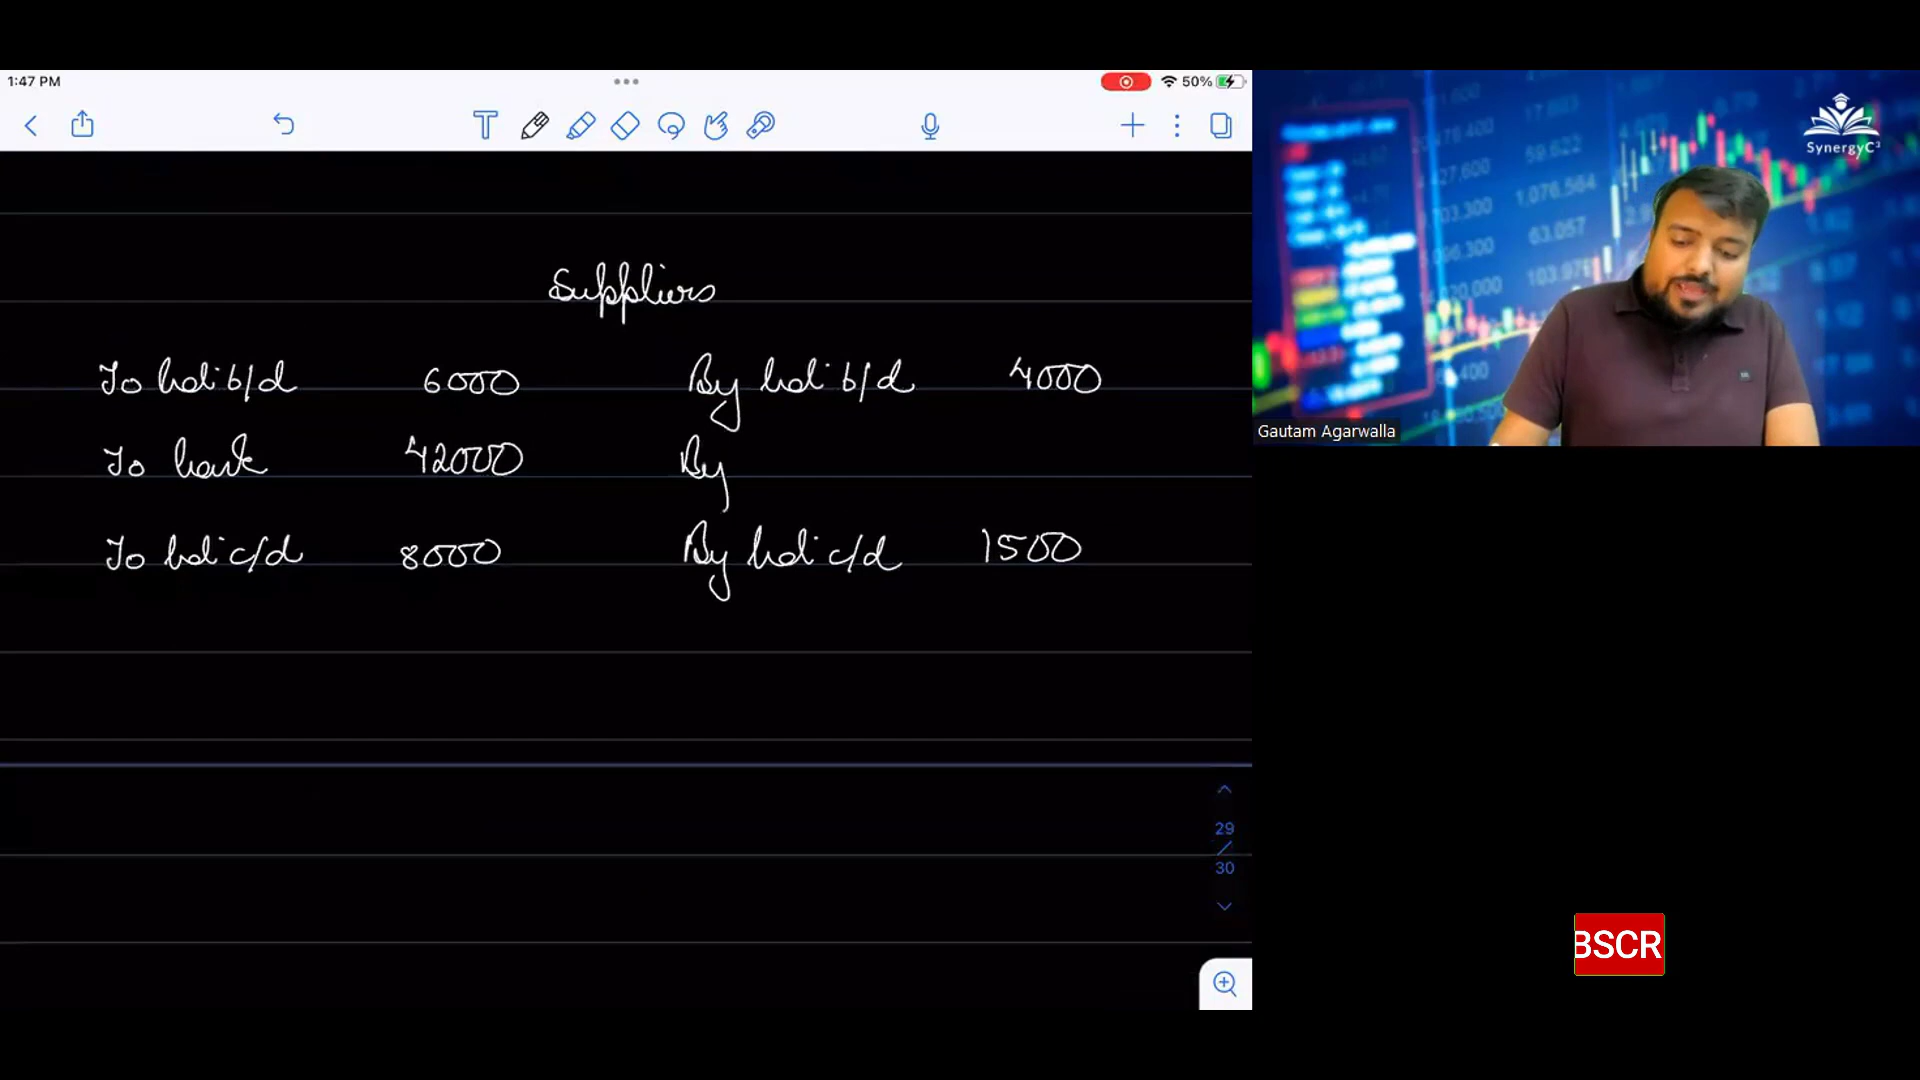 1:47 PM
50%
SynergyC³
Suppliers
To bal b/d 6000 By bal b/d 4000
To bank 42000 By
To bal c/d 8000 By bal c/d 1500
Gautam Agarwalla
29
/
30
BSCR